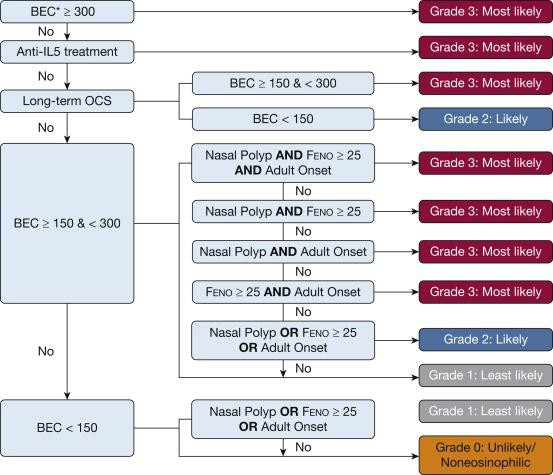 BEC* ≥ 300
Grade 3: Most likely
No
Anti-IL5 treatment
Grade 3: Most likely
No
Long-term OCS
BEC ≥ 150 & < 300
Grade 3: Most likely
BEC < 150
Grade 2: Likely
No
BEC ≥ 150 & < 300
Nasal Polyp AND FENO ≥ 25
AND Adult Onset
Grade 3: Most likely
No
Nasal Polyp AND FENO ≥ 25
Grade 3: Most likely
No
Nasal Polyp AND Adult Onset
Grade 3: Most likely
No
FENO ≥ 25 AND Adult Onset
Grade 3: Most likely
No
Nasal Polyp OR FENO ≥ 25
OR Adult Onset
Grade 2: Likely
No
Grade 1: Least likely
No
BEC < 150
Nasal Polyp OR FENO ≥ 25
OR Adult Onset
Grade 1: Least likely
No
Grade 0: Unlikely/
Noneosinophilic